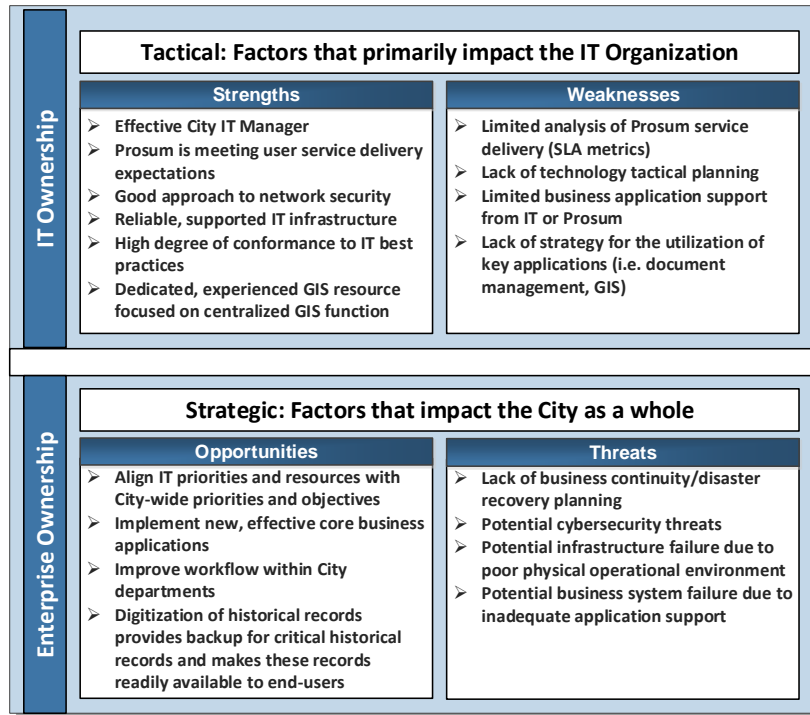 IT Ownership
Tactical: Factors that primarily impact the IT Organization
Strengths
➢ Effective City IT Manager
➢ Prosum is meeting user service delivery
expectations
➢ Good approach to network security
➢ Reliable, supported IT infrastructure
➢ High degree of conformance to IT best
practices
➢ Dedicated, experienced GIS resource
focused on centralized GIS function
Weaknesses
➢ Limited analysis of Prosum service
delivery (SLA metrics)
➢ Lack of technology tactical planning
➢ Limited business application support
from IT or Prosum
➢ Lack of strategy for the utilization of
key applications (i.e. document
management, GIS)
Enterprise Ownership
Strategic: Factors that impact the City as a whole
Opportunities
➢ Align IT priorities and resources with
City-wide priorities and objectives
➢ Implement new, effective core business
applications
➢ Improve workflow within City
departments
➢ Digitization of historical records
provides backup for critical historical
records and makes these records
readily available to end-users
Threats
➢ Lack of business continuity/disaster
recovery planning
➢ Potential cybersecurity threats
➢ Potential infrastructure failure due to
poor physical operational environment
➢ Potential business system failure due to
inadequate application support